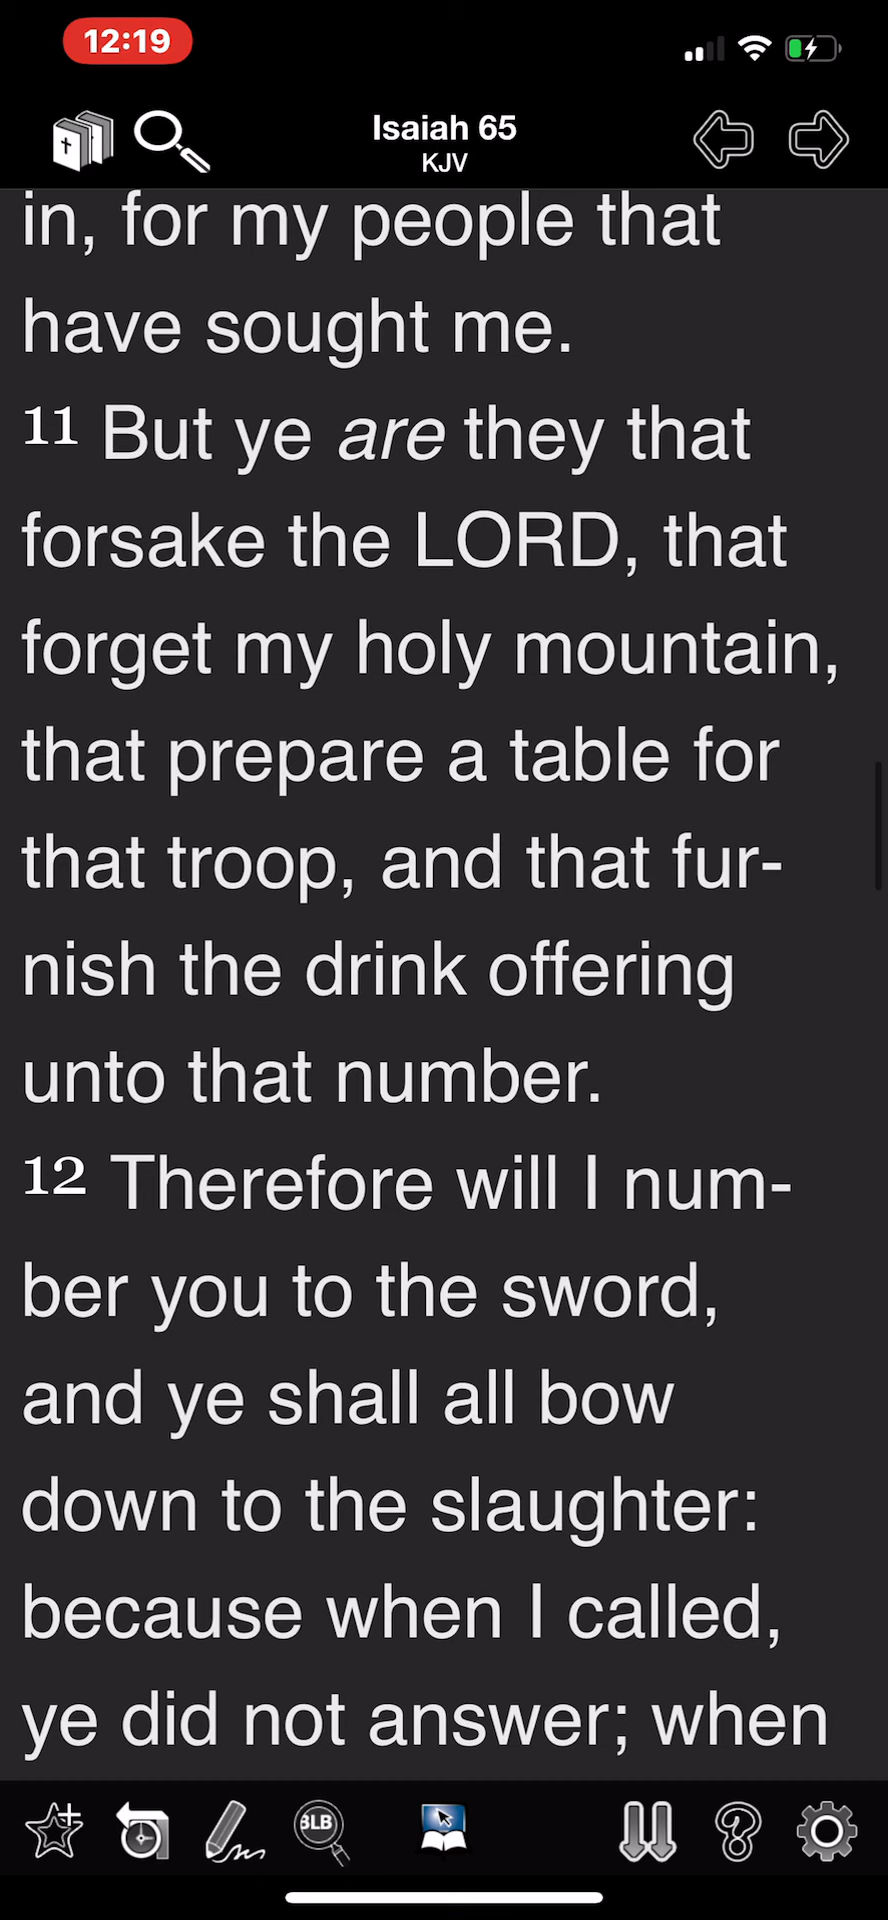 12:19
Isaiah 65
KJV
in, for my people that
have sought me.
11 But ye are they that
forsake the LORD, that
forget my holy mountain,
that prepare a table for
that troop, and that fur-
nish the drink offering
unto that number.
12 Therefore will I num-
ber you to the sword,
and ye shall all bow
down to the slaughter:
because when I called,
ye did not answer; when
BLB